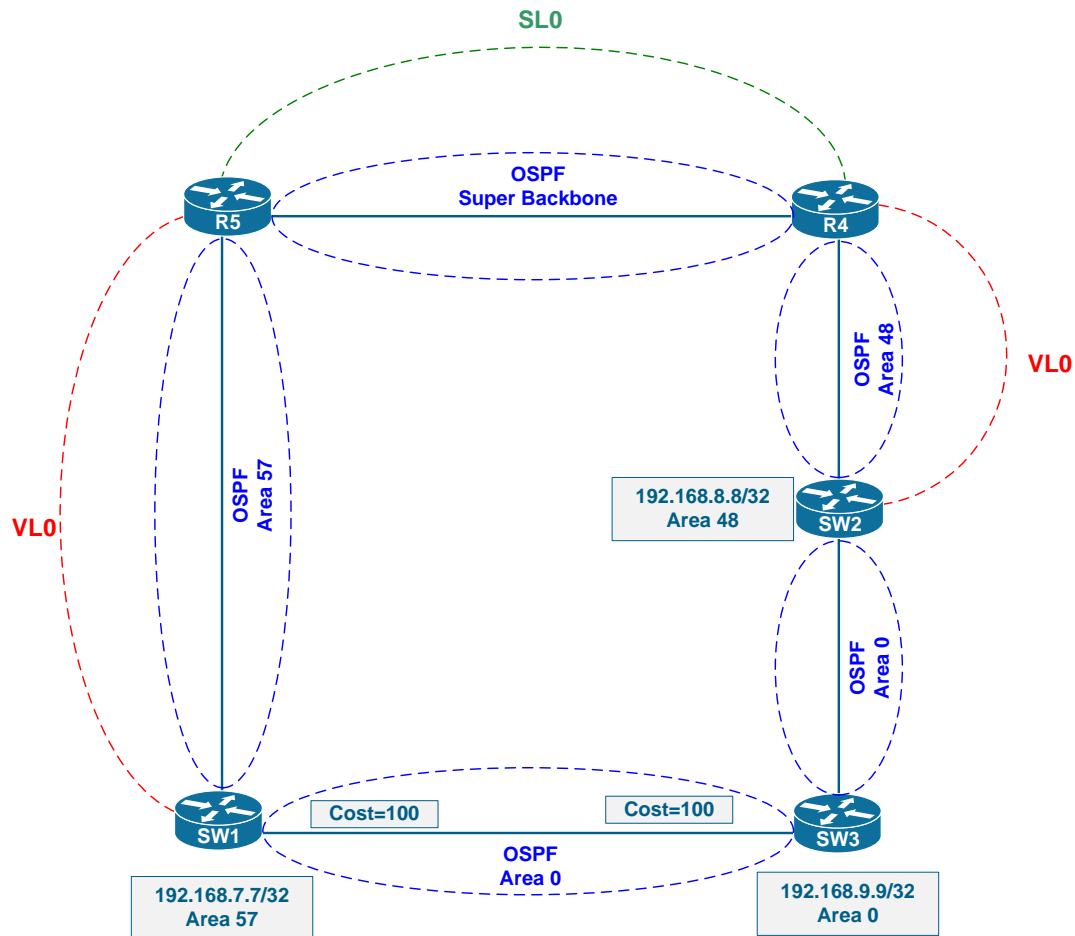 SL0
OSPF
Super Backbone
R5
R4
OSPF
Area 57
OSPF
Area 48
VL0
VL0
192.168.8.8/32
Area 48
SW2
OSPF
Area 0
Cost=100
Cost=100
SW1
SW3
OSPF
Area 0
192.168.7.7/32
Area 57
192.168.9.9/32
Area 0